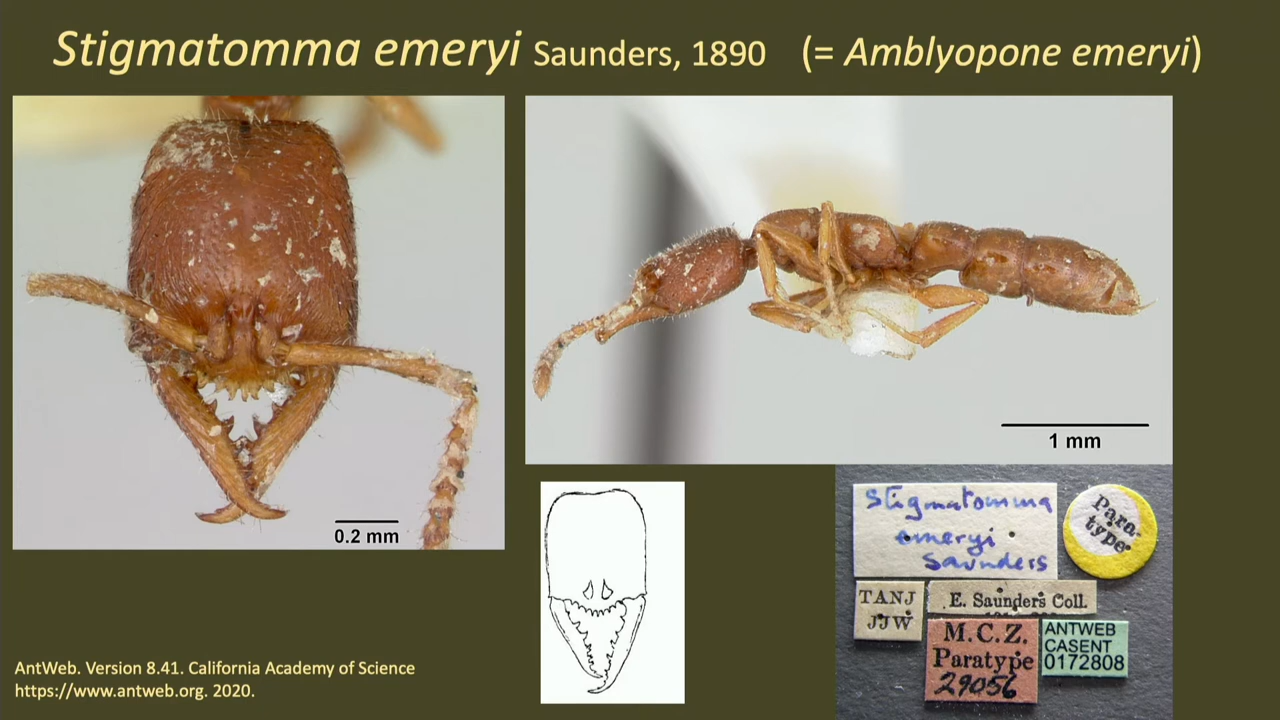 Stigmatomma emeryi Saunders, 1890 (= Amblyopone emeryi)
0.2 mm
1 mm
Stigmatomma
emeryi
Saunders
Para-
type
TANJ
JJW
E. Saunders Coll.
M.C.Z.
Paratype
29056
ANTWEB
CASENT
0172808
AntWeb. Version 8.41. California Academy of Science
https://www.antweb.org. 2020.